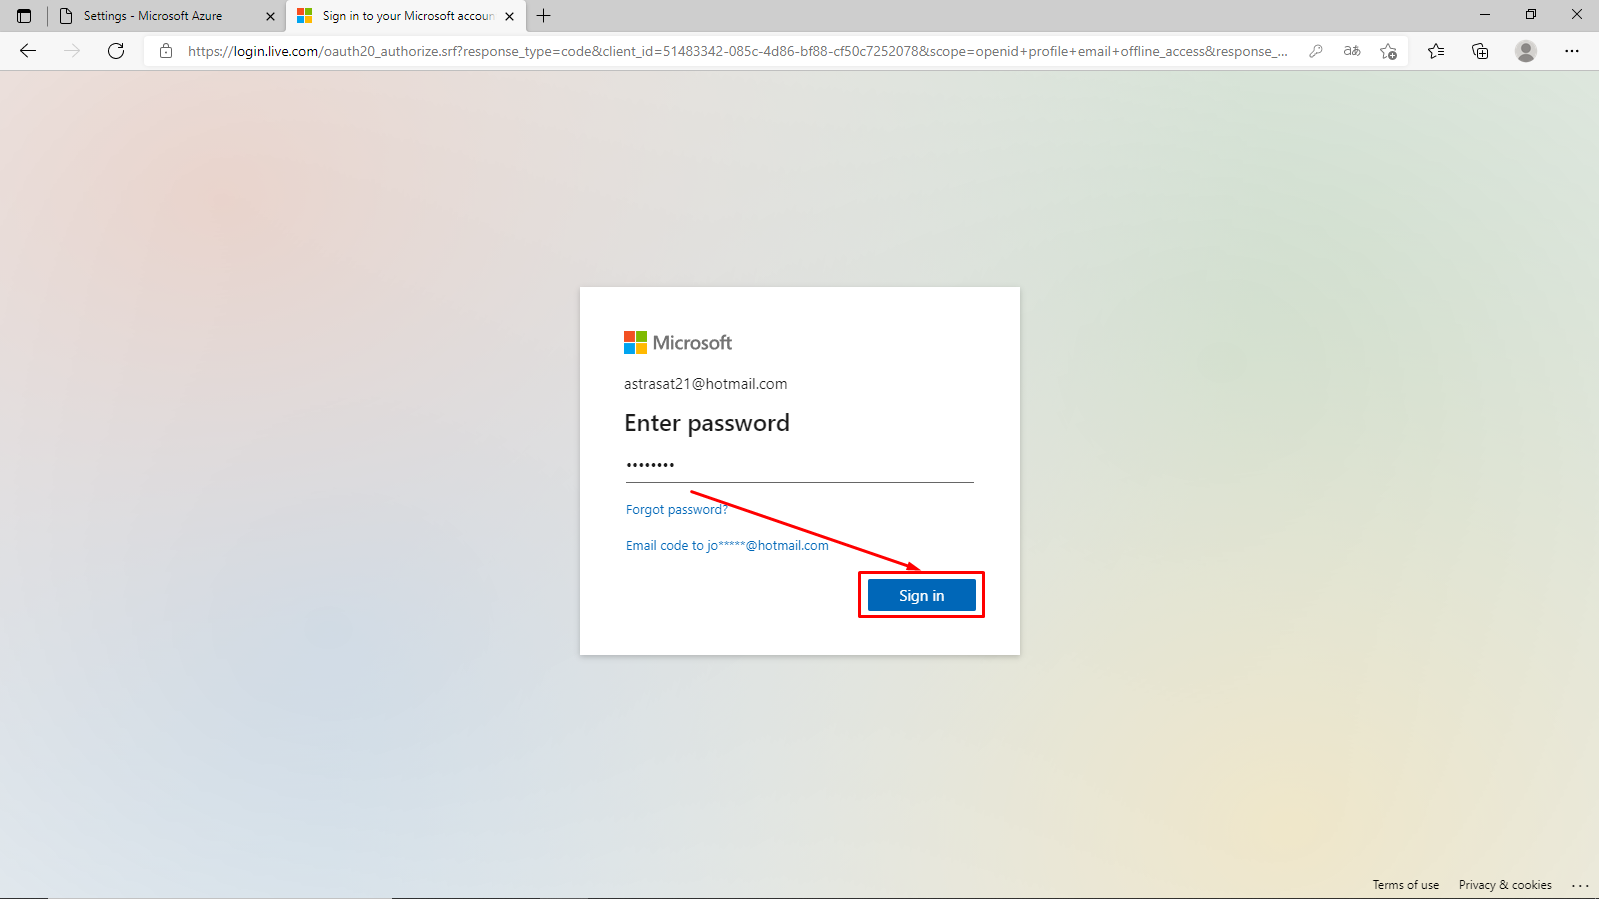 Settings - Microsoft Azure
Sign in to your Microsoft accoun
https://login.live.com/oauth20_authorize.srf?response_type=code&client_id=51483342-085c-4d86-bf88-cf50c7252078&scope=openid+profile+email+offline_access&response_...
aあ
Microsoft
astrasat21@hotmail.com
Enter password
Forgot password?
Email code to jo*****@hotmail.com
Sign in
Terms of use
Privacy & cookies